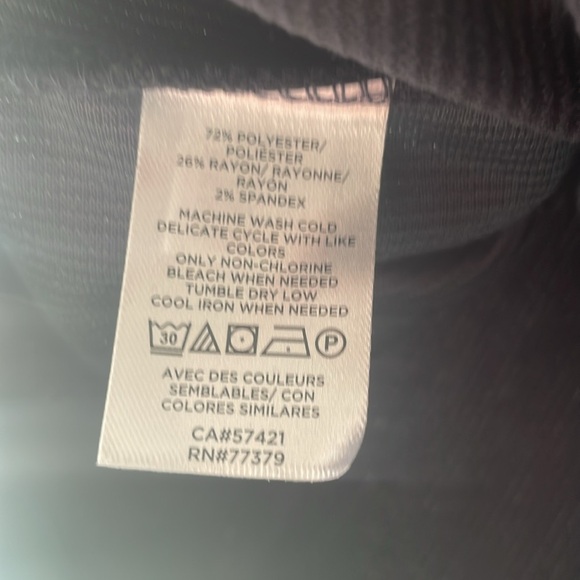 72% POLYESTER/
POLIÉSTER
26% RAYON/ RAYONNE/
RAYÓN
2% SPANDEX
MACHINE WASH COLD
DELICATE CYCLE WITH LIKE
COLORS
ONLY NON-CHLORINE
BLEACH WHEN NEEDED
TUMBLE DRY LOW
COOL IRON WHEN NEEDED
30 P
AVEC DES COULEURS
SEMBLABLES/ CON
COLORES SIMILARES
CA#57421
RN#77379